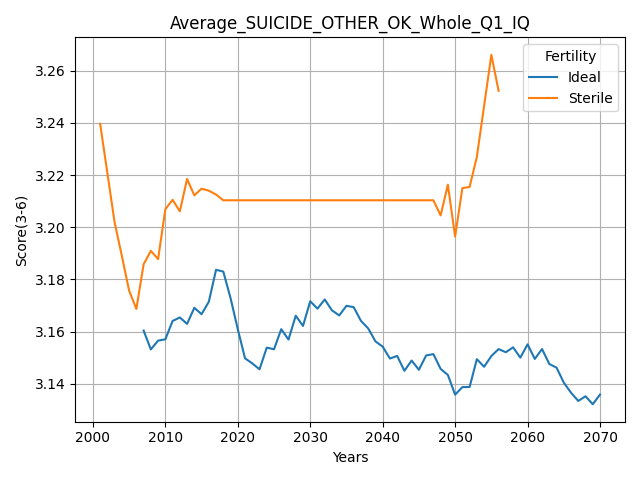 Average_SUICIDE_OTHER_OK_Whole_Q1_IQ
Fertility
Ideal
Sterile
Score(3-6)
3.26
3.24
3.22
3.20
3.18
3.16
3.14
2000 2010 2020 2030 2040 2050 2060 2070
Years